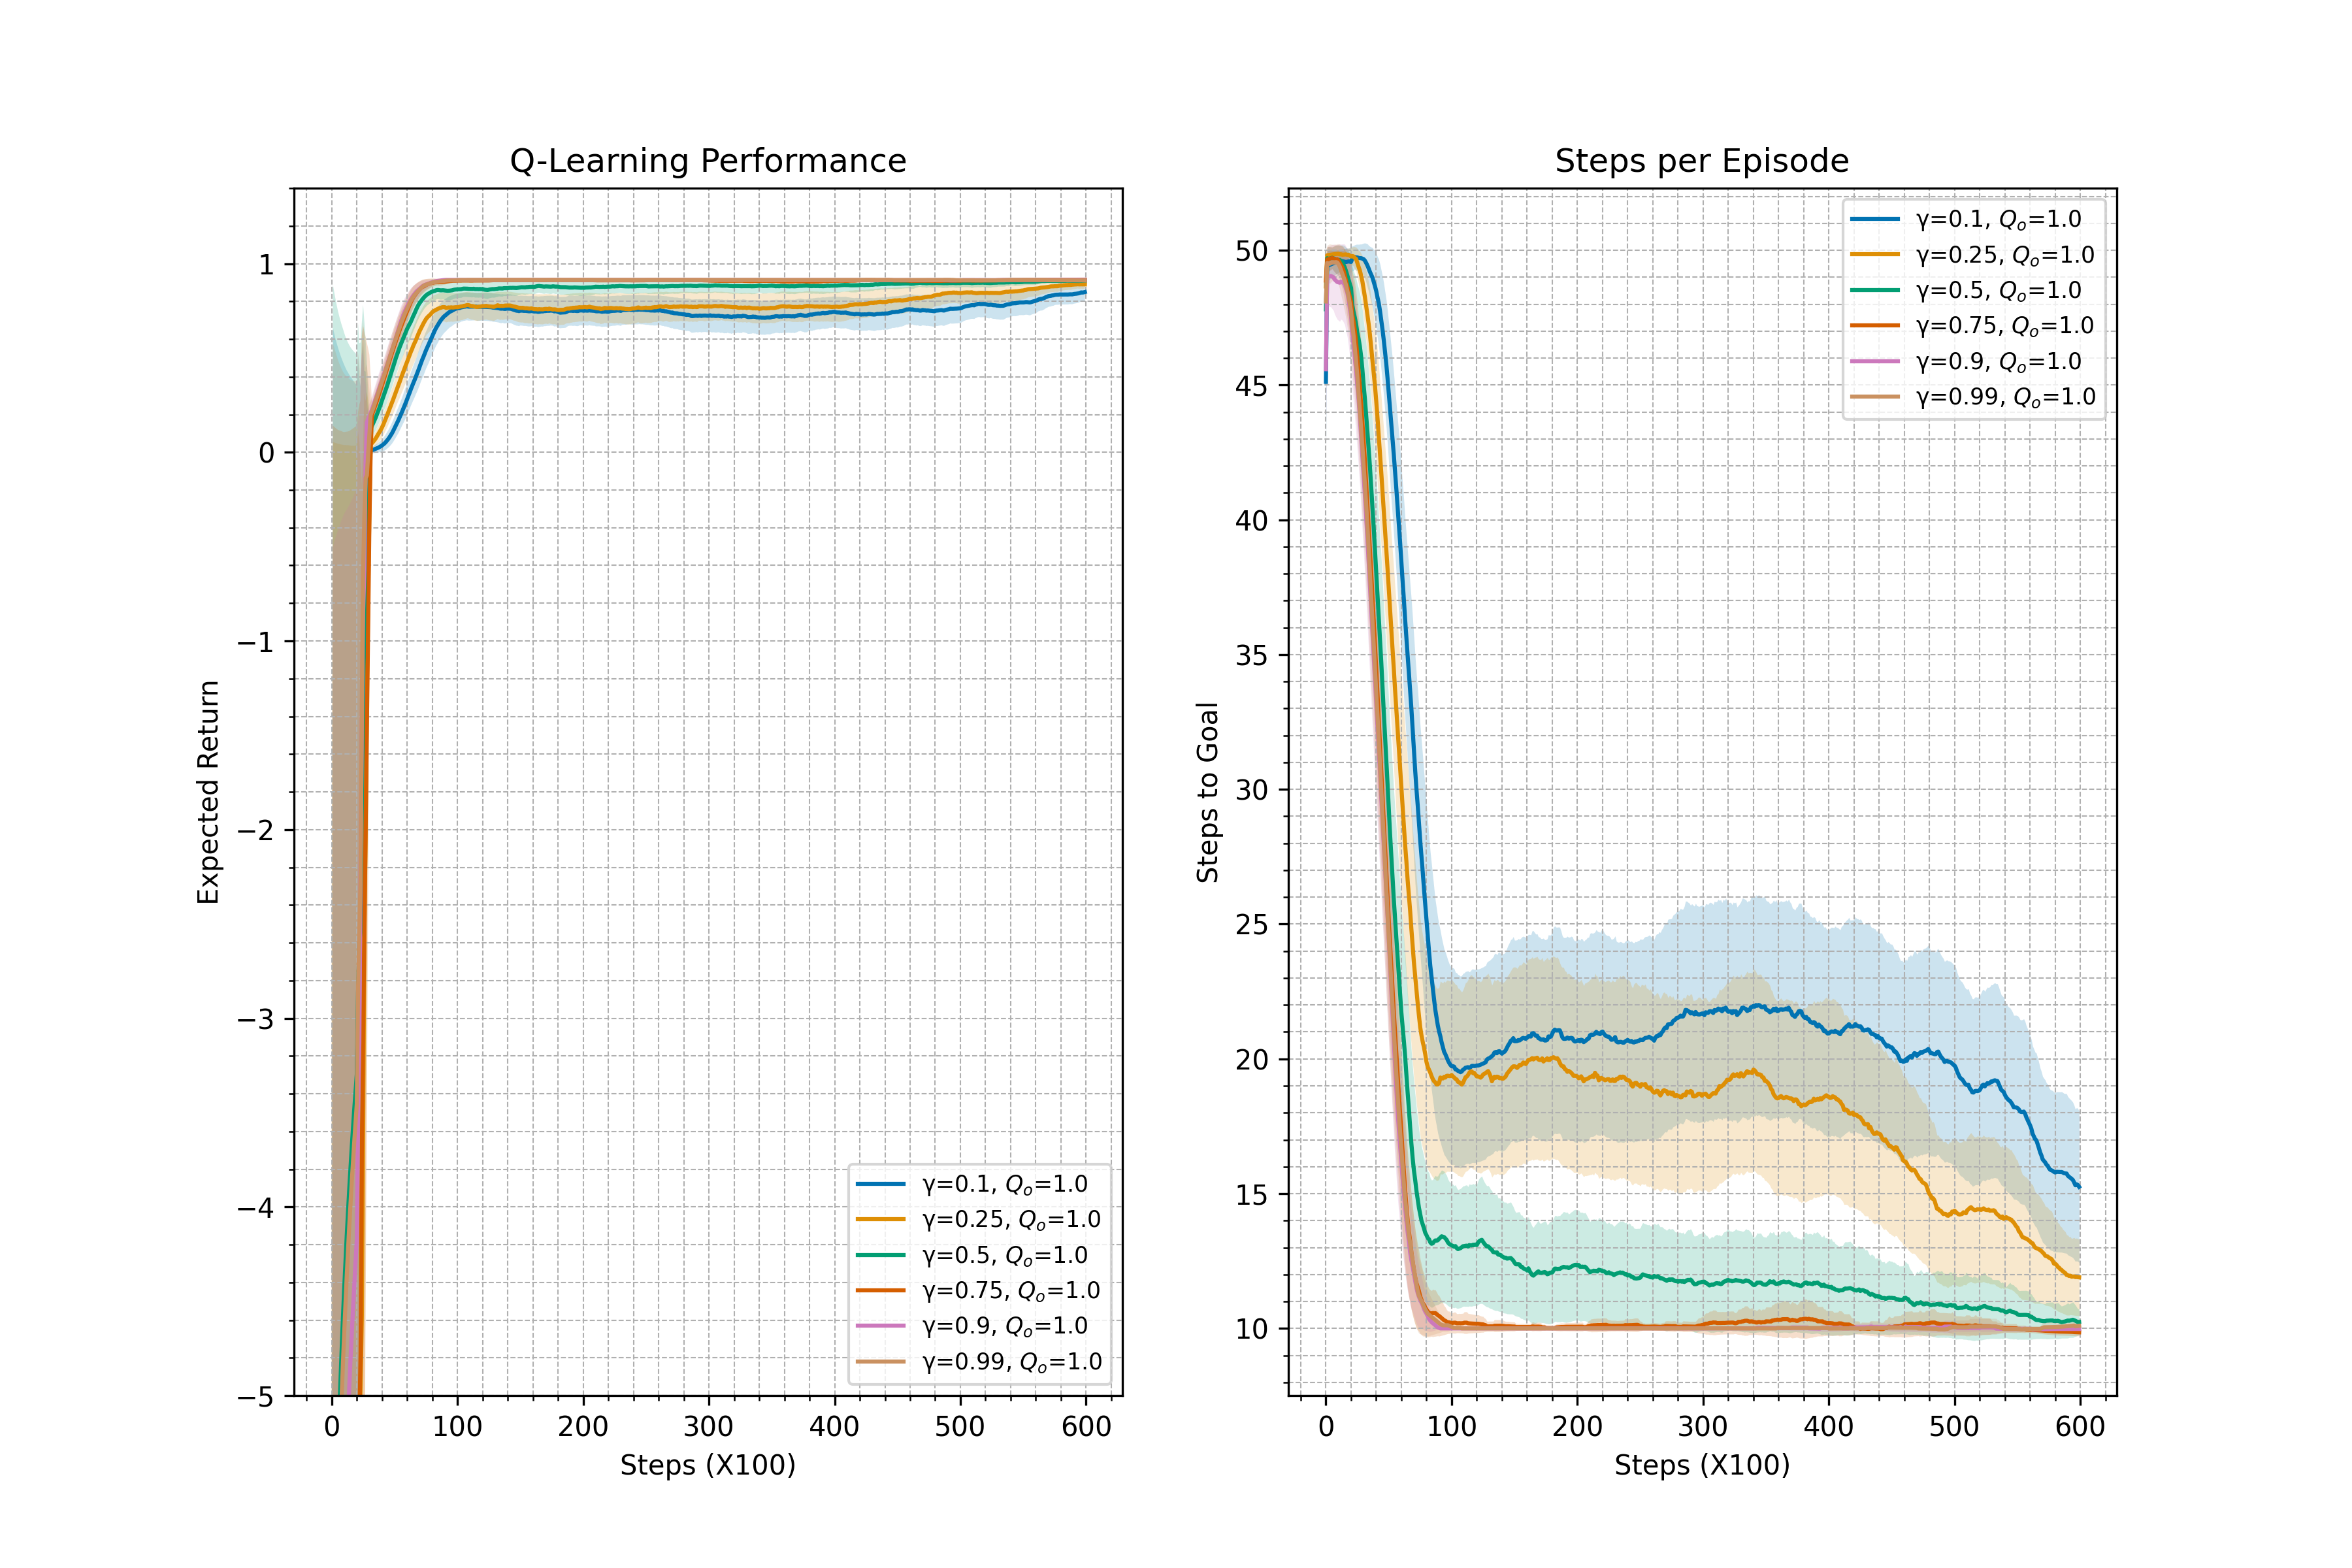 Q-Learning Performance
Expected Return
1
0
−1
−2
−3
−4
−5
0 100 200 300 400 500 600
Steps (X100)
γ=0.1, Qₒ=1.0
γ=0.25, Qₒ=1.0
γ=0.5, Qₒ=1.0
γ=0.75, Qₒ=1.0
γ=0.9, Qₒ=1.0
γ=0.99, Qₒ=1.0
Steps per Episode
Steps to Goal
50
45
40
35
30
25
20
15
10
0 100 200 300 400 500 600
Steps (X100)
γ=0.1, Qₒ=1.0
γ=0.25, Qₒ=1.0
γ=0.5, Qₒ=1.0
γ=0.75, Qₒ=1.0
γ=0.9, Qₒ=1.0
γ=0.99, Qₒ=1.0